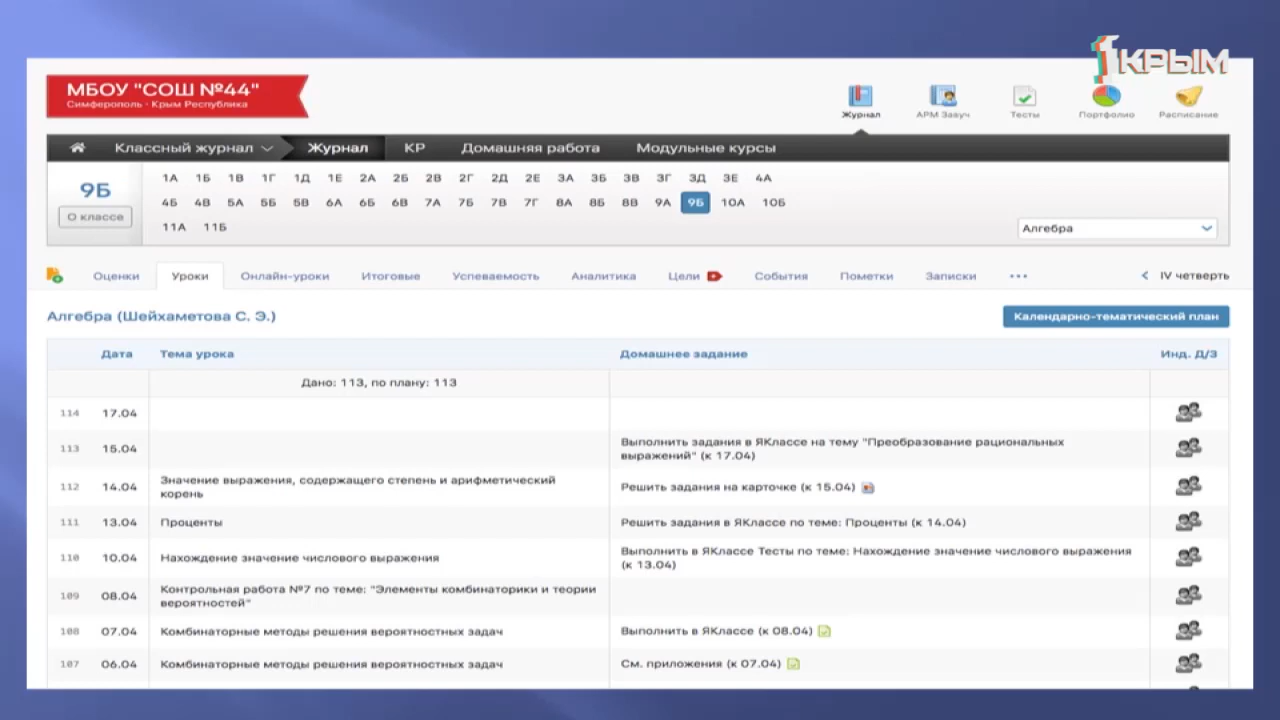 1КРЫМ
МБОУ "СОШ №44"
Симферополь - Крым Республика
Журнал АРМ Завуч Тесты Портфолио Расписание
Классный журнал Журнал КР Домашняя работа Модульные курсы
9Б
О классе
1А 1Б 1В 1Г 1Д 1Е 2А 2Б 2В 2Г 2Д 2Е 3А 3Б 3В 3Г 3Д 3Е 4А
4Б 4В 5А 5Б 5В 6А 6Б 6В 7А 7Б 7В 7Г 8А 8Б 8В 9А 9Б 10А 10Б
11А 11Б
Алгебра
Оценки Уроки Онлайн-уроки Итоговые Успеваемость Аналитика Цели События Пометки Записки ••• < IV четверть
Алгебра (Шейхаметова С. Э.)
Календарно-тематический план
Дата Тема урока Домашнее задание Инд. Д/З
Дано: 113, по плану: 113
114 17.04
113 15.04 Выполнить задания в ЯКлассе на тему "Преобразование рациональных
выражений" (к 17.04)
112 14.04 Значение выражения, содержащего степень и арифметический
корень
Решить задания на карточке (к 15.04)
111 13.04 Проценты Решить задания в ЯКлассе по теме: Проценты (к 14.04)
110 10.04 Нахождение значение числового выражения
Выполнить в ЯКлассе Тесты по теме: Нахождение значение числового выражения
(к 13.04)
109 08.04 Контрольная работа №7 по теме: "Элементы комбинаторики и теории
вероятностей"
108 07.04 Комбинаторные методы решения вероятностных задач Выполнить в ЯКлассе (к 08.04)
107 06.04 Комбинаторные методы решения вероятностных задач См. приложения (к 07.04)